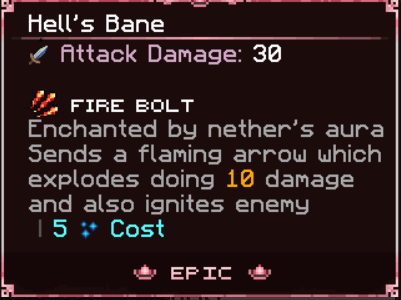 Hell's Bane
Attack Damage: 30
FIRE BOLT
Enchanted by nether's aura
Sends a flaming arrow which
explodes doing 10 damage
and also ignites enemy
5 Cost
EPIC